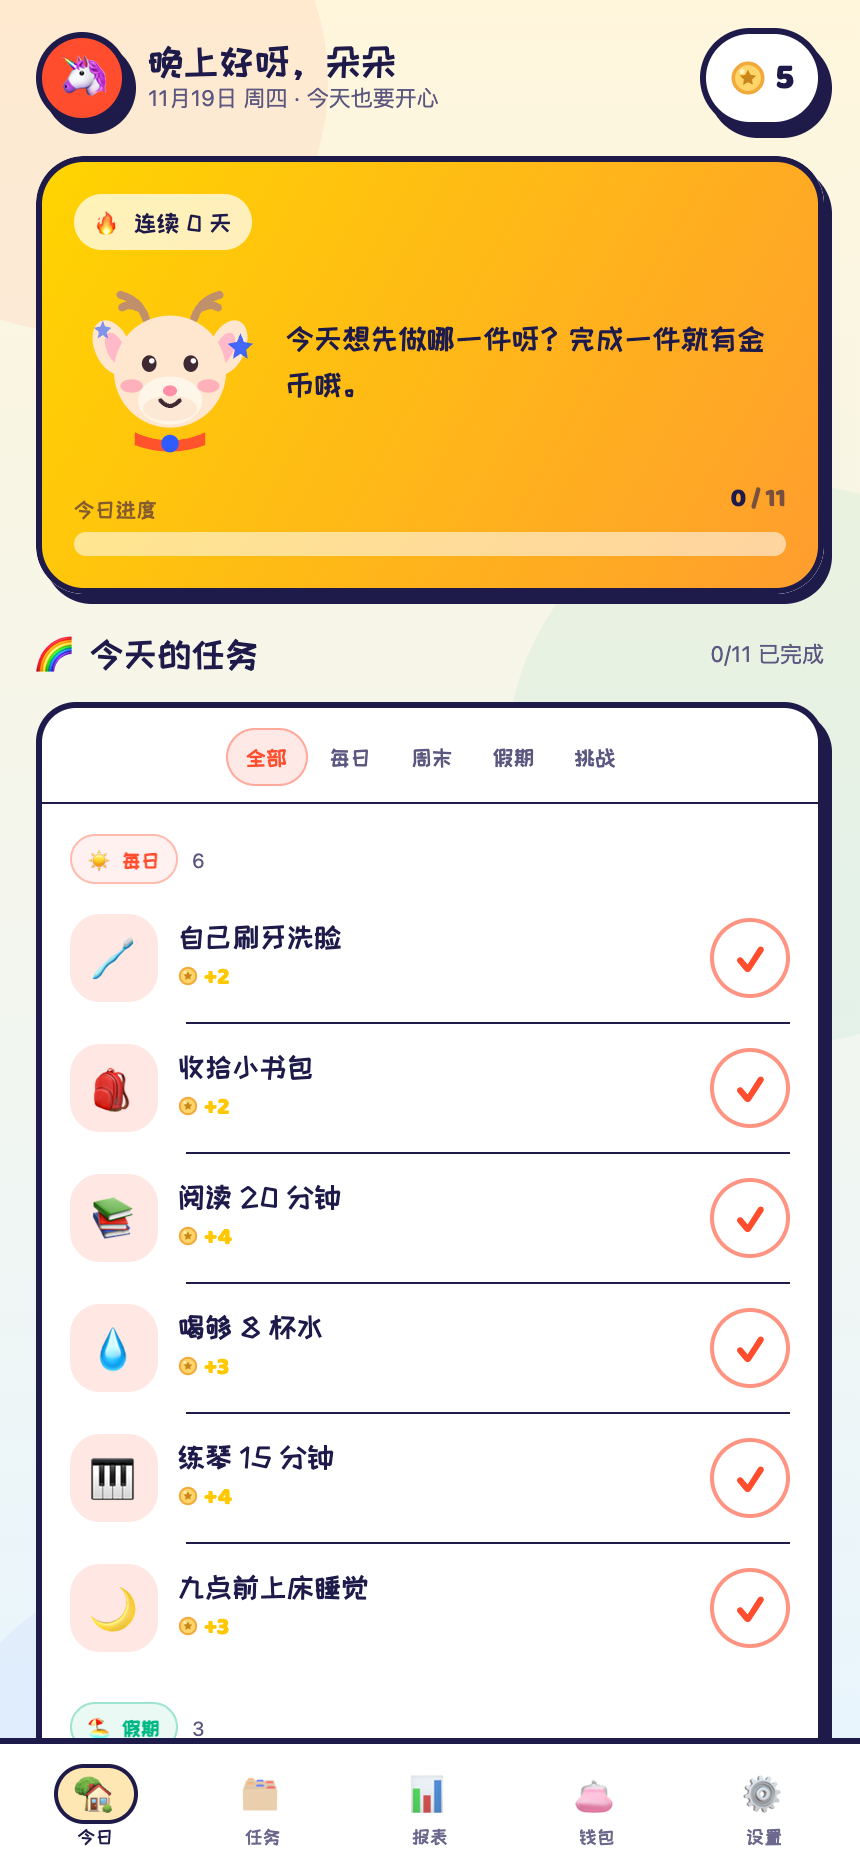 晚上好呀，朵朵
11月19日 周四 · 今天也要开心
5
连续 0 天
今天想先做哪一件呀？完成一件就有金
币哦。
今日进度
0/11
今天的任务
0/11 已完成
全部 每日 周末 假期 挑战
每日 6
自己刷牙洗脸
+2
收拾小书包
+2
阅读 20 分钟
+4
喝够 8 杯水
+3
练琴 15 分钟
+4
九点前上床睡觉
+3
假期 3
今日 任务 报表 钱包 设置